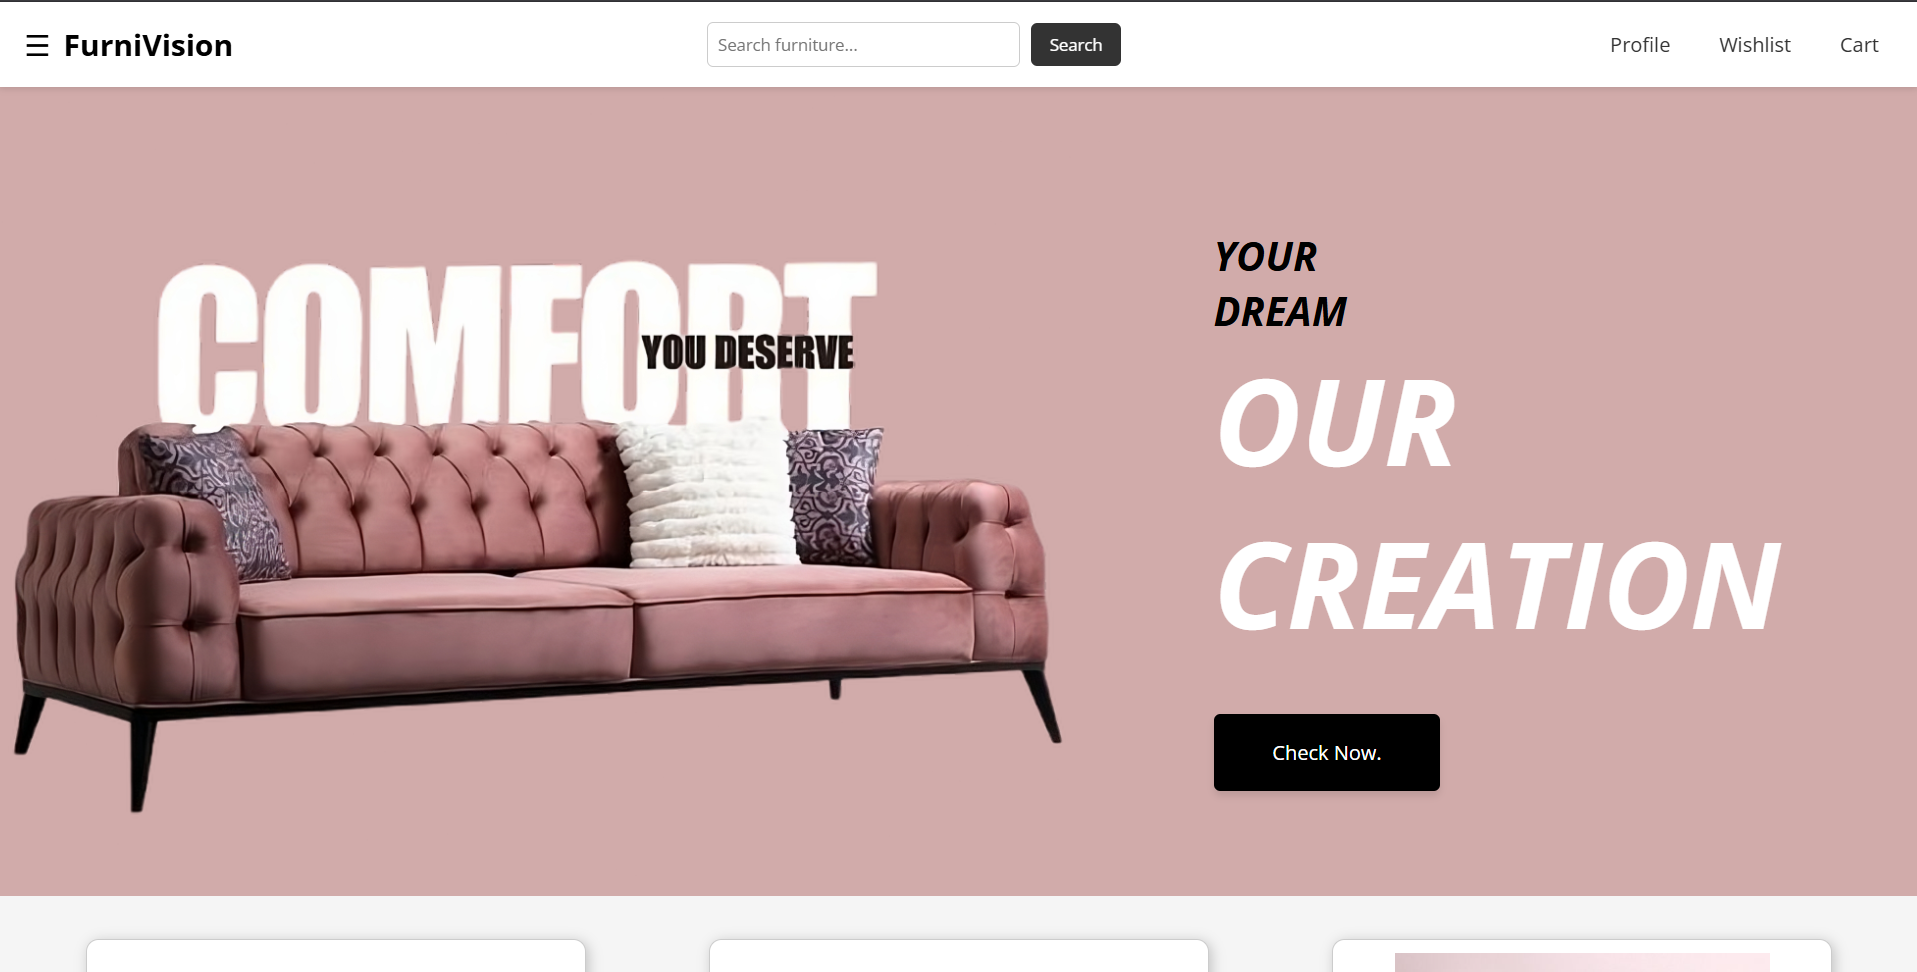 ☰ FurniVision
Search furniture...
Search
Profile
Wishlist
Cart
COMFORT
YOU DESERVE
YOUR
DREAM
OUR
CREATION
Check Now.